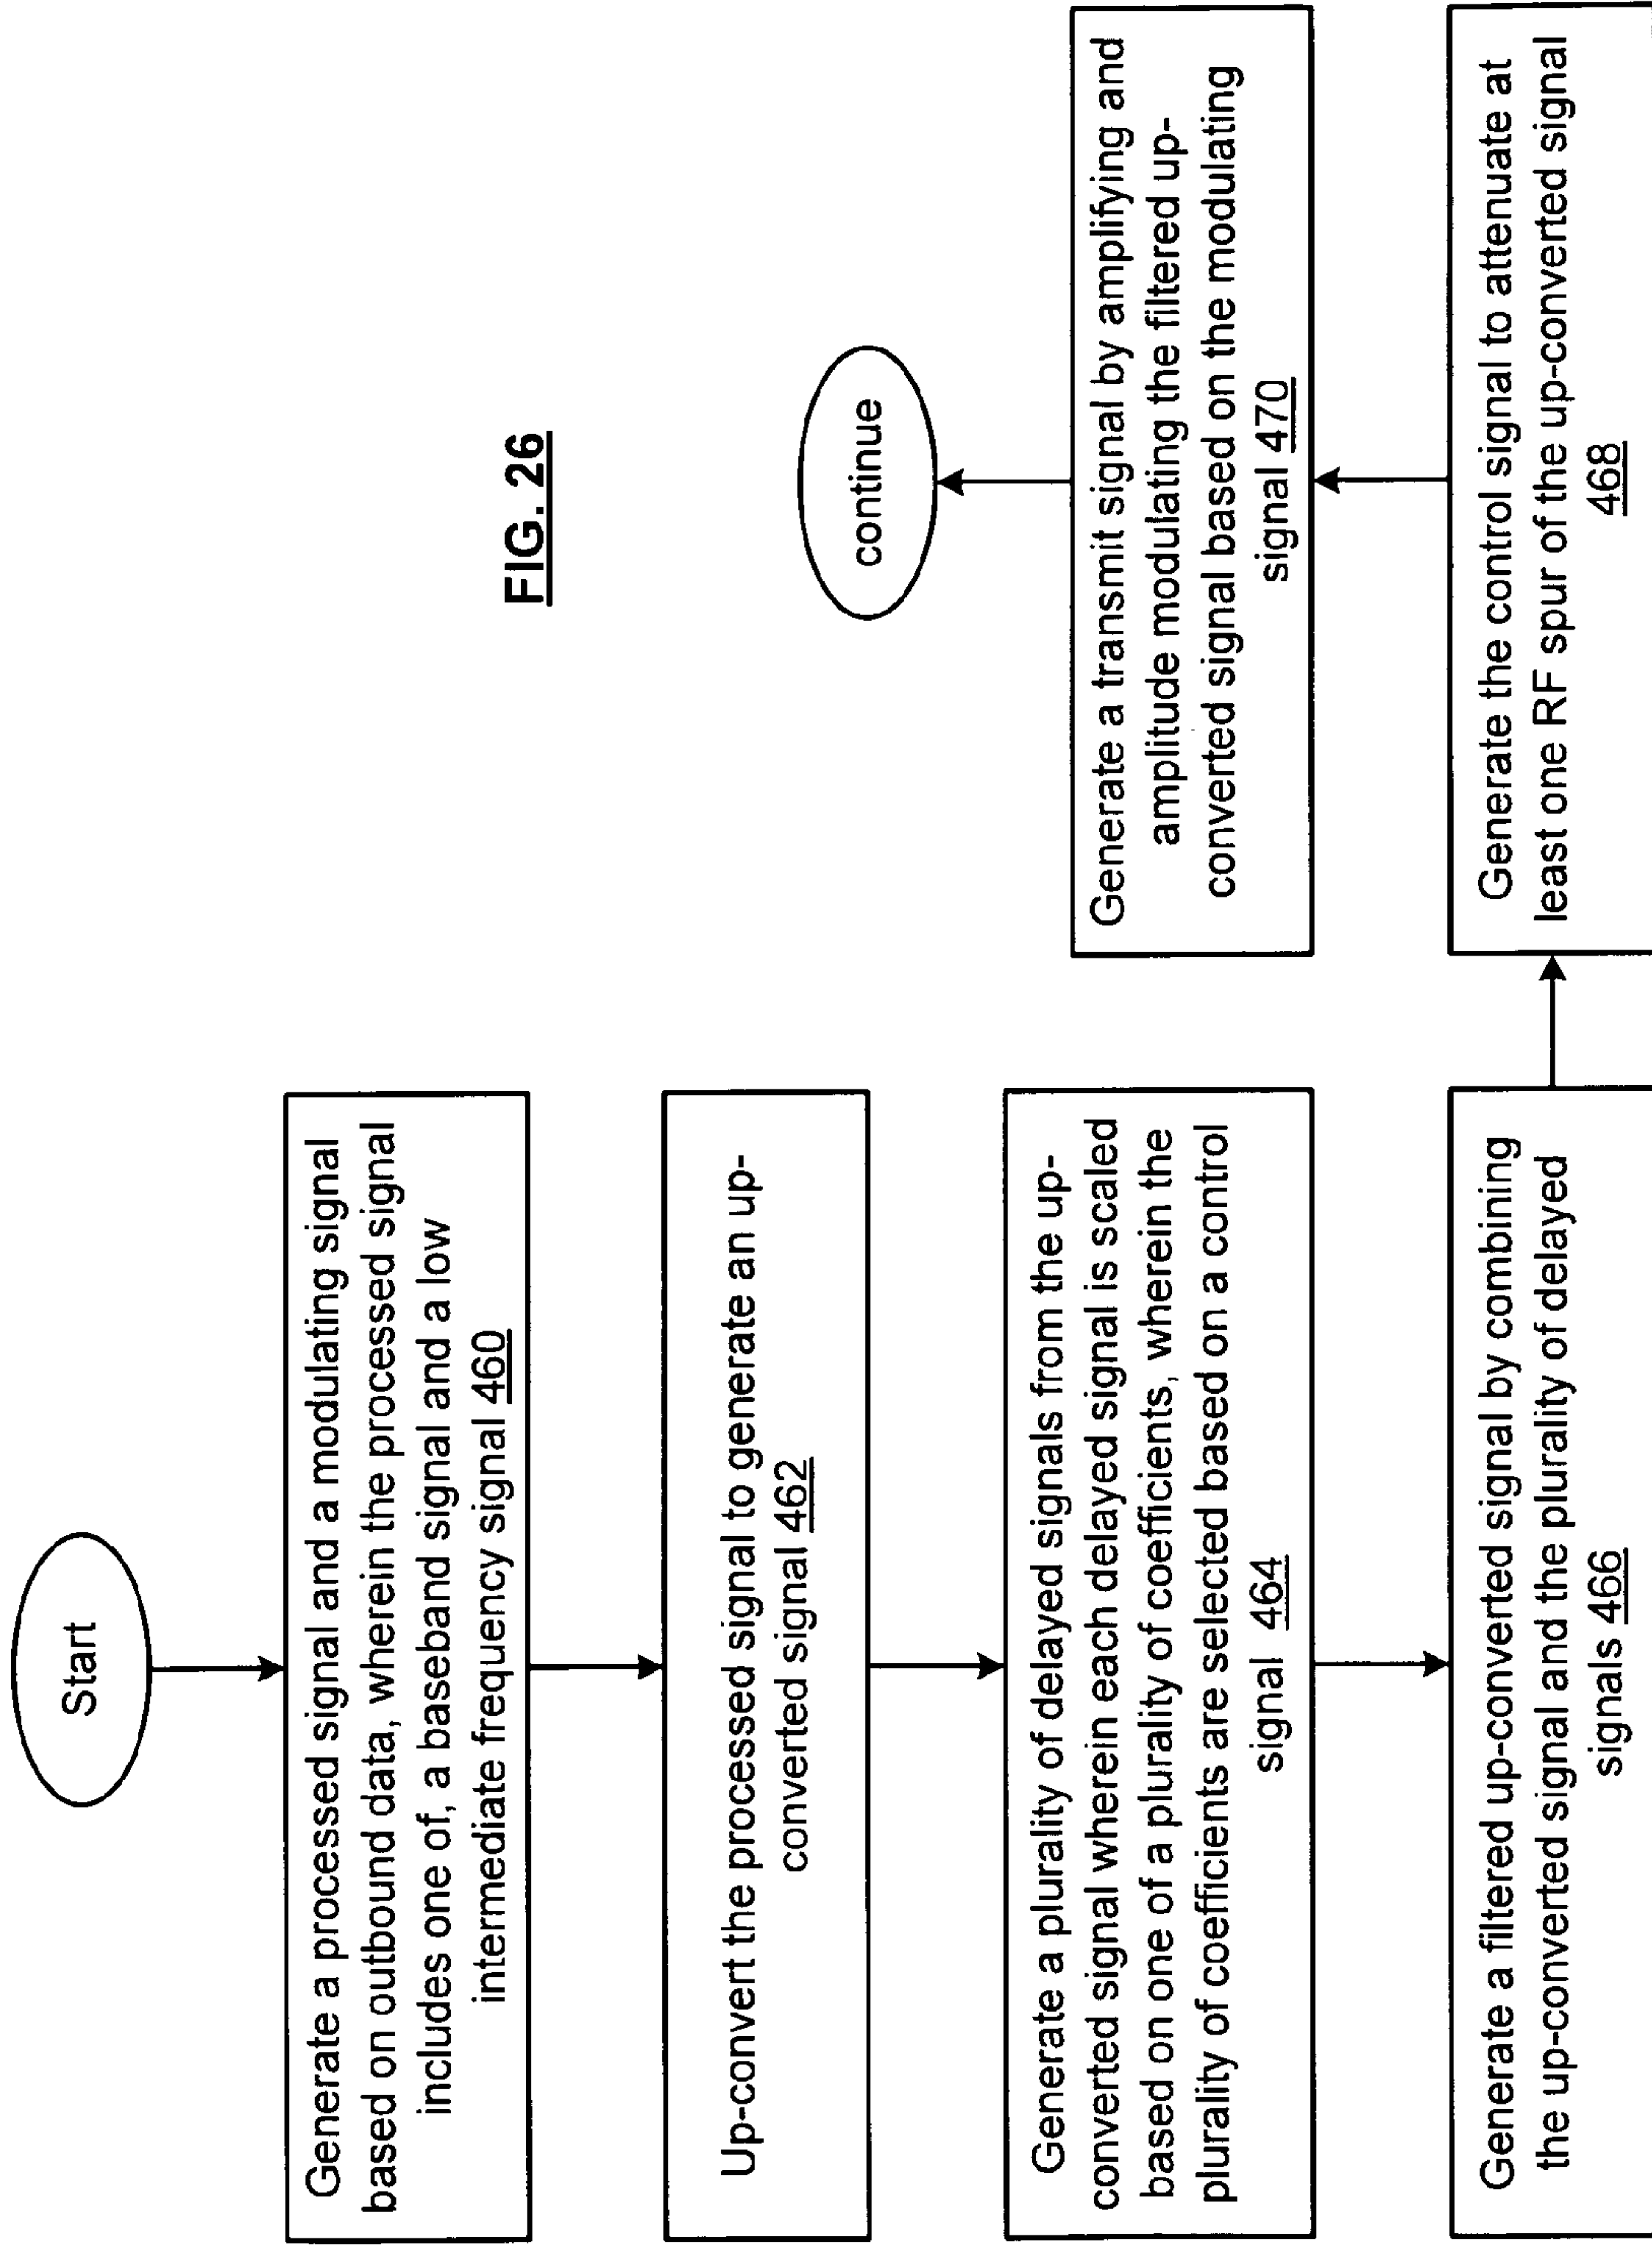 Start
Generate a processed signal and a modulating signal
based on outbound data, wherein the processed signal
includes one of, a baseband signal and a low
intermediate frequency signal 460
Up-convert the processed signal to generate an up-
converted signal 462
Generate a plurality of delayed signals from the up-
converted signal wherein each delayed signal is scaled
based on one of a plurality of coefficients, wherein the
plurality of coefficients are selected based on a control
signal 464
Generate a filtered up-converted signal by combining
the up-converted signal and the plurality of delayed
signals 466
Generate the control signal to attenuate at
least one RF spur of the up-converted signal
468
Generate a transmit signal by amplifying and
amplitude modulating the filtered up-
converted signal based on the modulating
signal 470
continue
FIG. 26